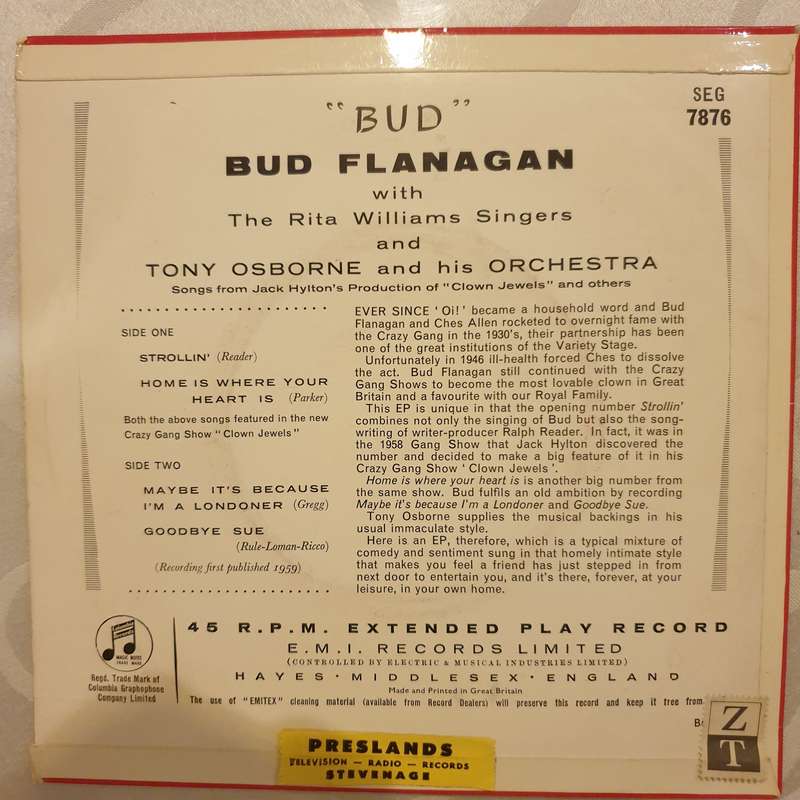 SEG
7876
"BUD"
BUD FLANAGAN
with
The Rita Williams Singers
and
TONY OSBORNE and his ORCHESTRA
Songs from Jack Hylton's Production of "Clown Jewels" and others
SIDE ONE
STROLLIN' (Reader)
HOME IS WHERE YOUR
HEART IS (Parker)
Both the above songs featured in the new
Crazy Gang Show "Clown Jewels"
SIDE TWO
MAYBE IT'S BECAUSE
I'M A LONDONER (Gregg)
GOODBYE SUE
(Rule-Loman-Ricco)
(Recording first published 1959)
EVER SINCE 'Oi!' became a household word and Bud
Flanagan and Ches Allen rocketed to overnight fame with
the Crazy Gang in the 1930's, their partnership has been
one of the great institutions of the Variety Stage.
Unfortunately in 1946 ill-health forced Ches to dissolve
the act. Bud Flanagan still continued with the Crazy
Gang Shows to become the most lovable clown in Great
Britain and a favourite with our Royal Family.
This EP is unique in that the opening number Strollin'
combines not only the singing of Bud but also the song-
writing of writer-producer Ralph Reader. In fact, it was in
the 1958 Gang Show that Jack Hylton discovered the
number and decided to make a big feature of it in his
Crazy Gang Show 'Clown Jewels'.
Home is where your heart is is another big number from
the same show. Bud fulfils an old ambition by recording
Maybe it's because I'm a Londoner and Goodbye Sue.
Tony Osborne supplies the musical backings in his
usual immaculate style.
Here is an EP, therefore, which is a typical mixture of
comedy and sentiment sung in that homely intimate style
that makes you feel a friend has just stepped in from
next door to entertain you, and it's there, forever, at your
leisure, in your own home.
MAGIC NOTES
TRADE MARK
Regd. Trade Mark of
Columbia Graphophone
Company Limited
45 R.P.M. EXTENDED PLAY RECORD
E.M.I. RECORDS LIMITED
(CONTROLLED BY ELECTRIC & MUSICAL INDUSTRIES LIMITED)
HAYES · MIDDLESEX · ENGLAND
Made and Printed in Great Britain
The use of "EMITEX" cleaning material (available from Record Dealers) will preserve this record and keep it free from
Z
T
PRESLANDS
TELEVISION — RADIO — RECORDS
STEVENAGE